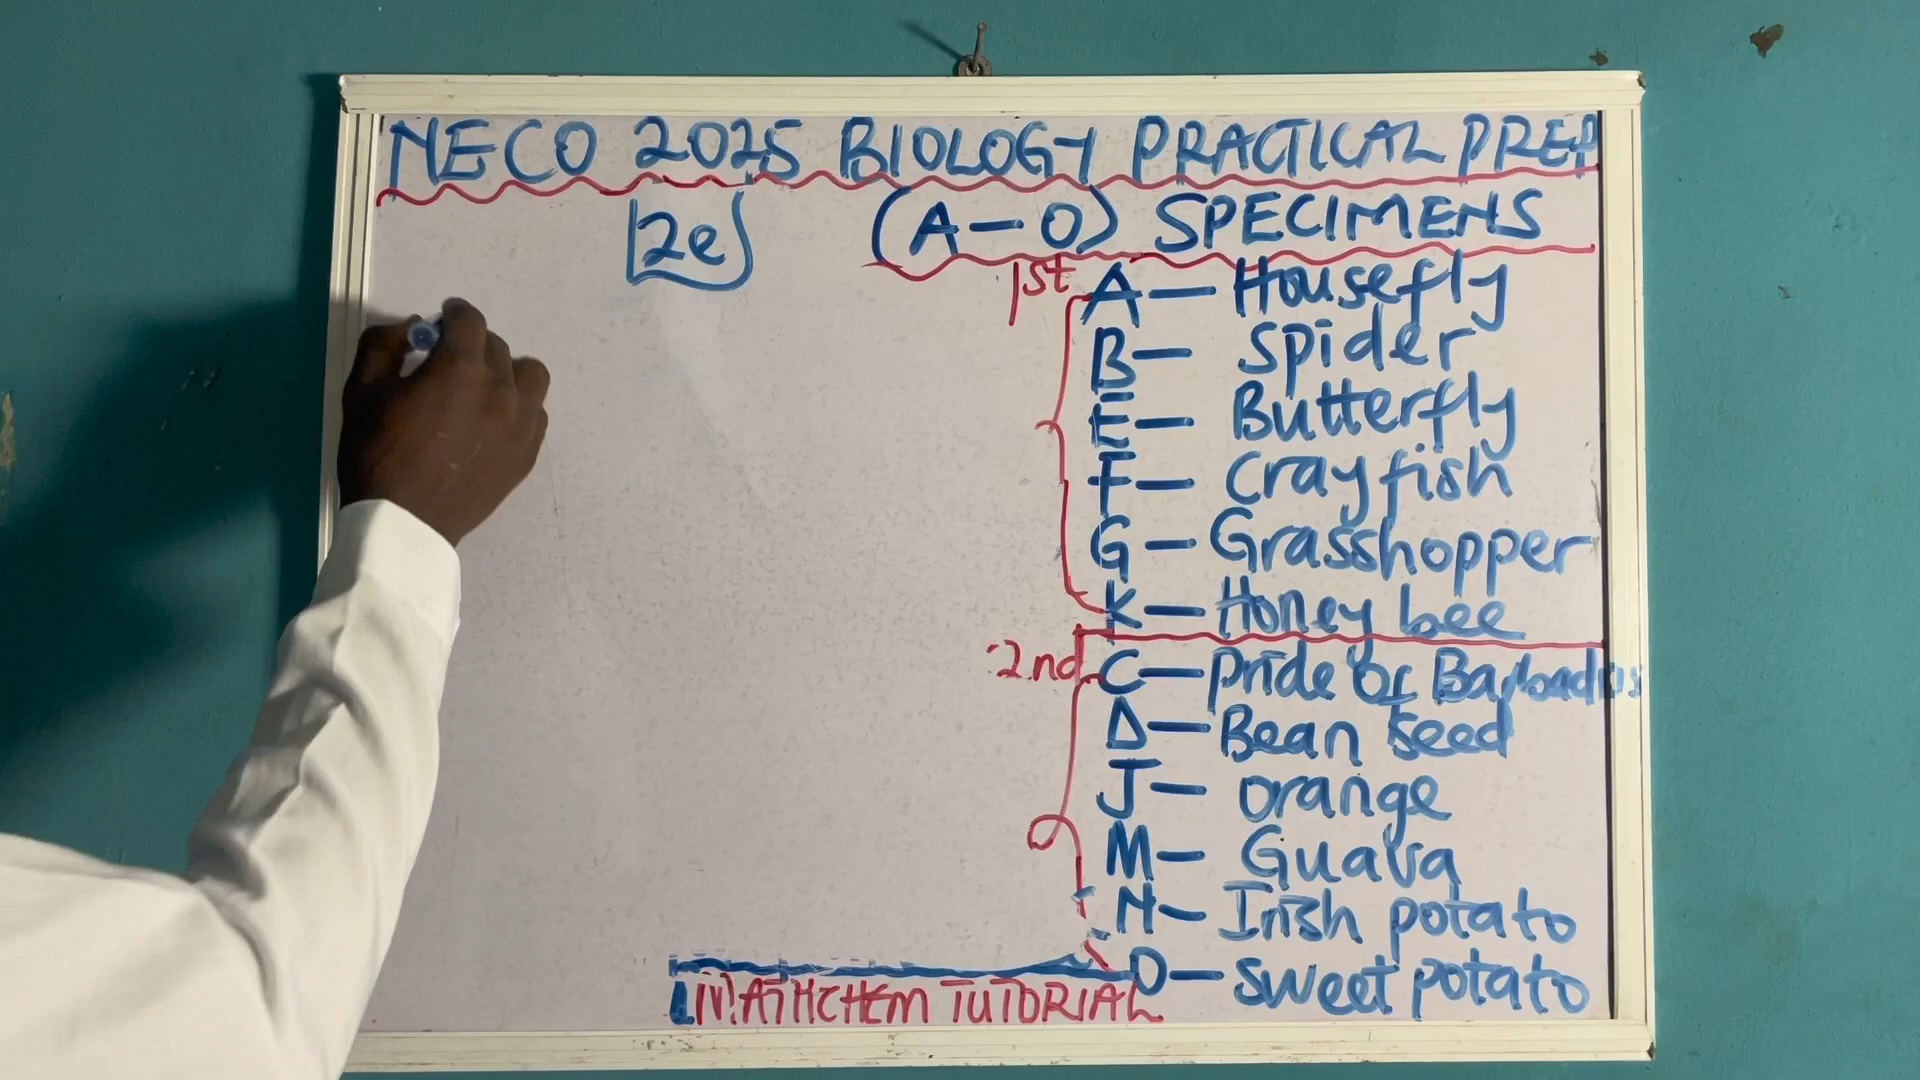 NECO 2025 BIOLOGY PRACTICAL PREP
2e
(A-O) SPECIMENS
1st
A - Housefly
B - Spider
E - Butterfly
F - Crayfish
G - Grasshopper
K - Honey bee
2nd
C - Pride of Barbados
D - Bean seed
J - orange
M - Guava
N - Irish potato
O - sweet potato
MATHCHEM TUTORIAL